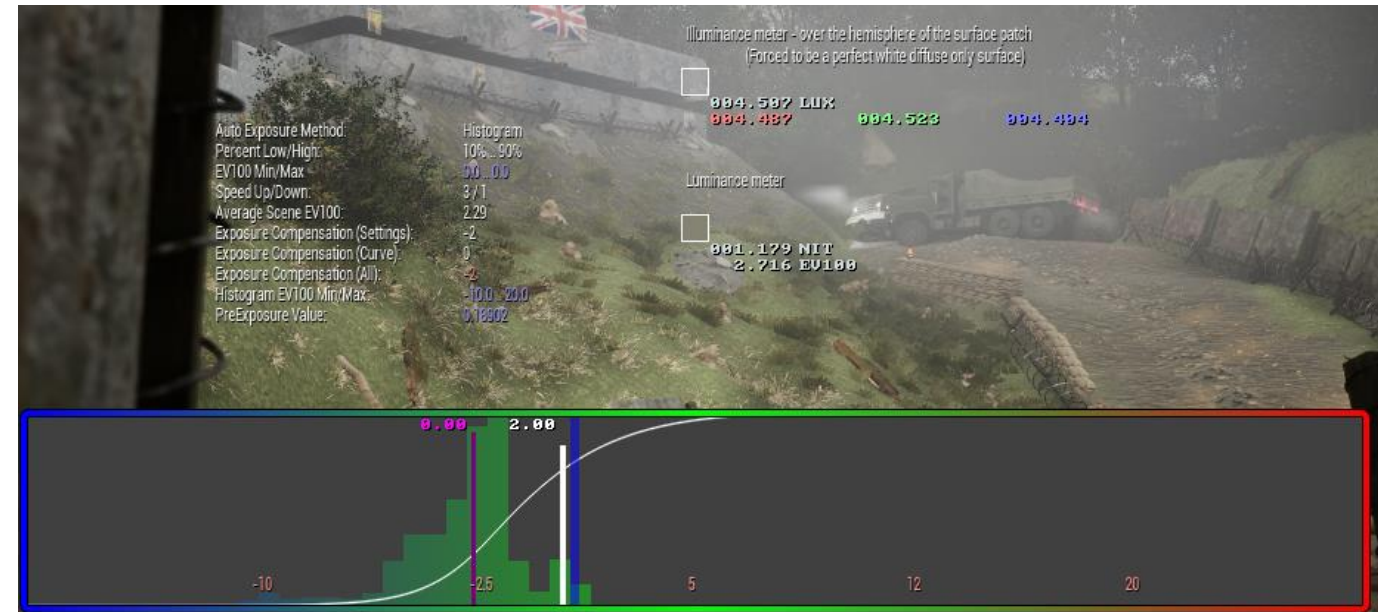 Illuminance meter - over the hemisphere of the surface patch
(Forced to be a perfect white diffuse only surface)
004.507 LUX
004.487 004.523 004.494
Auto Exposure Method: Histogram
Percent Low/High: 10% .. 90%
EV100 Min/Max 0.0 .. 0.0
Speed Up/Down: 3 / 1
Average Scene EV100: 2.29
Exposure Compensation (Settings): -2
Exposure Compensation (Curve): 0
Exposure Compensation (All): -2
Histogram EV100 Min/Max: -10.0 .. 20.0
PreExposure Value: 0.18902
Luminance meter
001.179 NIT
2.716 EV100
0.00 2.00
-10 -2.5 5 12 20